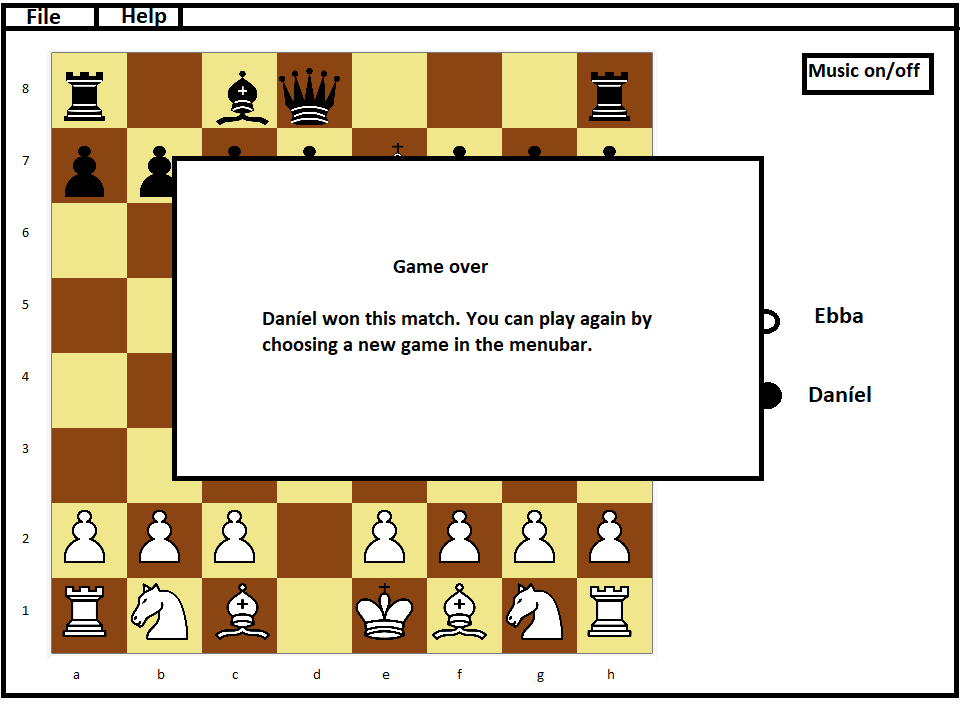 File Help
Music on/off
8
7
6
5
4
3
2
1
Game over
Daníel won this match. You can play again by
choosing a new game in the menubar.
Ebba
Daníel
a b c d e f g h